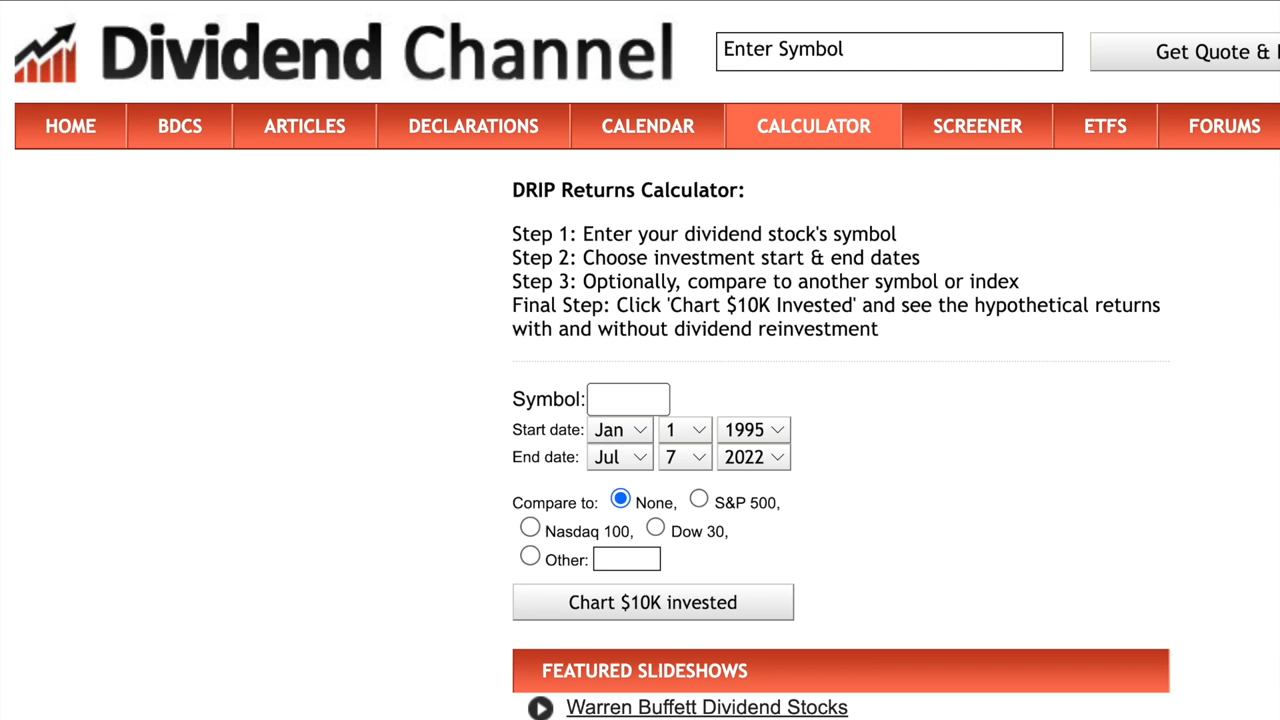 Dividend Channel
Enter Symbol
Get Quote &
HOME BDCS ARTICLES DECLARATIONS CALENDAR CALCULATOR SCREENER ETFS FORUMS
DRIP Returns Calculator:
Step 1: Enter your dividend stock's symbol
Step 2: Choose investment start & end dates
Step 3: Optionally, compare to another symbol or index
Final Step: Click 'Chart $10K Invested' and see the hypothetical returns
with and without dividend reinvestment
Symbol:
Start date: Jan 1 1995
End date: Jul 7 2022
Compare to: None, S&P 500,
Nasdaq 100, Dow 30,
Other:
Chart $10K invested
FEATURED SLIDESHOWS
Warren Buffett Dividend Stocks